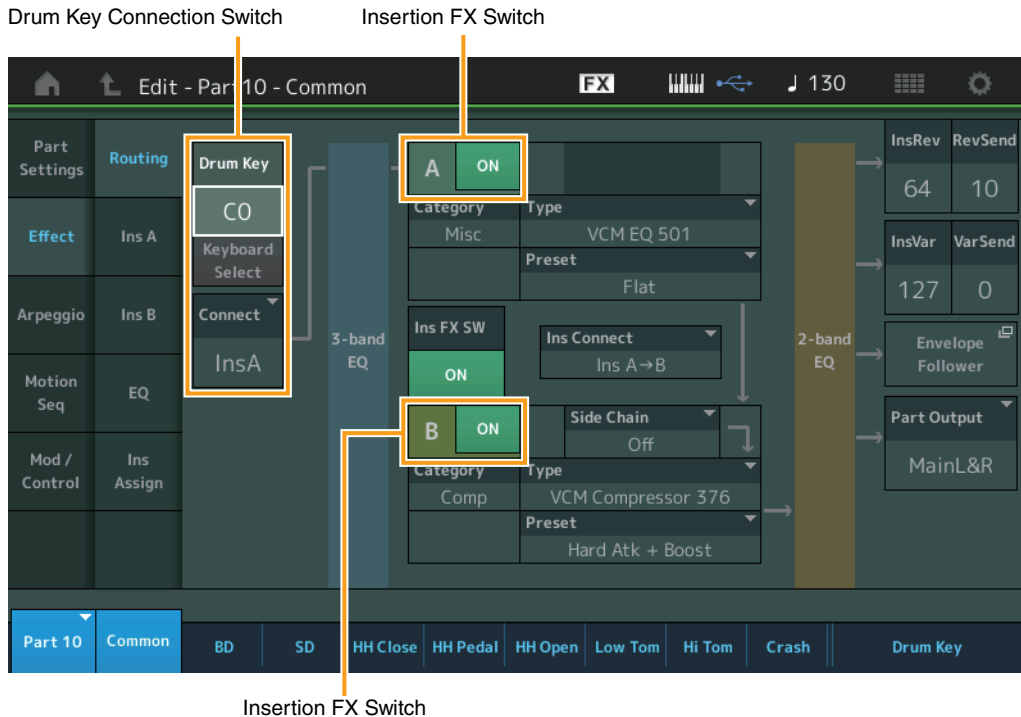 Drum Key Connection Switch
Insertion FX Switch
Edit - Part10 - Common
FX
♩ 130
Part Settings
Effect
Arpeggio
Motion Seq
Mod / Control
Routing
Ins A
Ins B
EQ
Ins Assign
Drum Key
C0
Keyboard Select
Connect
InsA
3-band EQ
A ON
Category
Misc
Type
VCM EQ 501
Preset
Flat
Ins FX SW
ON
Ins Connect
Ins A→B
B ON
Side Chain
Off
Category
Comp
Type
VCM Compressor 376
Preset
Hard Atk + Boost
2-band EQ
InsRev RevSend
64 10
InsVar VarSend
127 0
Envelope Follower
Part Output
MainL&R
Part 10 Common BD SD HH Close HH Pedal HH Open Low Tom Hi Tom Crash Drum Key
Insertion FX Switch